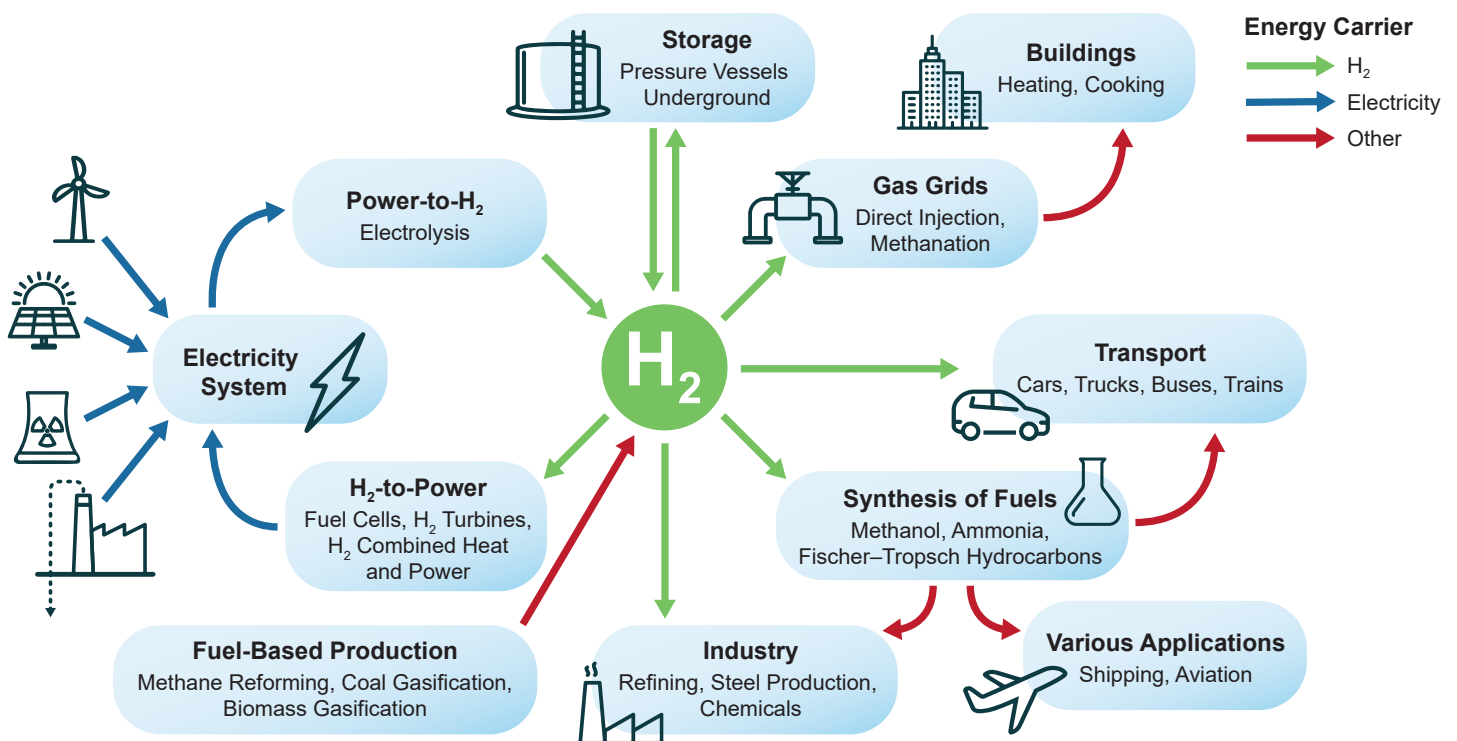 Storage
Pressure Vessels
Underground
Buildings
Heating, Cooking
Energy Carrier
H₂
Electricity
Other
Power-to-H₂
Electrolysis
Gas Grids
Direct Injection,
Methanation
Electricity
System
H₂
Transport
Cars, Trucks, Buses, Trains
H₂-to-Power
Fuel Cells, H₂ Turbines,
H₂ Combined Heat
and Power
Synthesis of Fuels
Methanol, Ammonia,
Fischer–Tropsch Hydrocarbons
Fuel-Based Production
Methane Reforming, Coal Gasification,
Biomass Gasification
Industry
Refining, Steel Production,
Chemicals
Various Applications
Shipping, Aviation